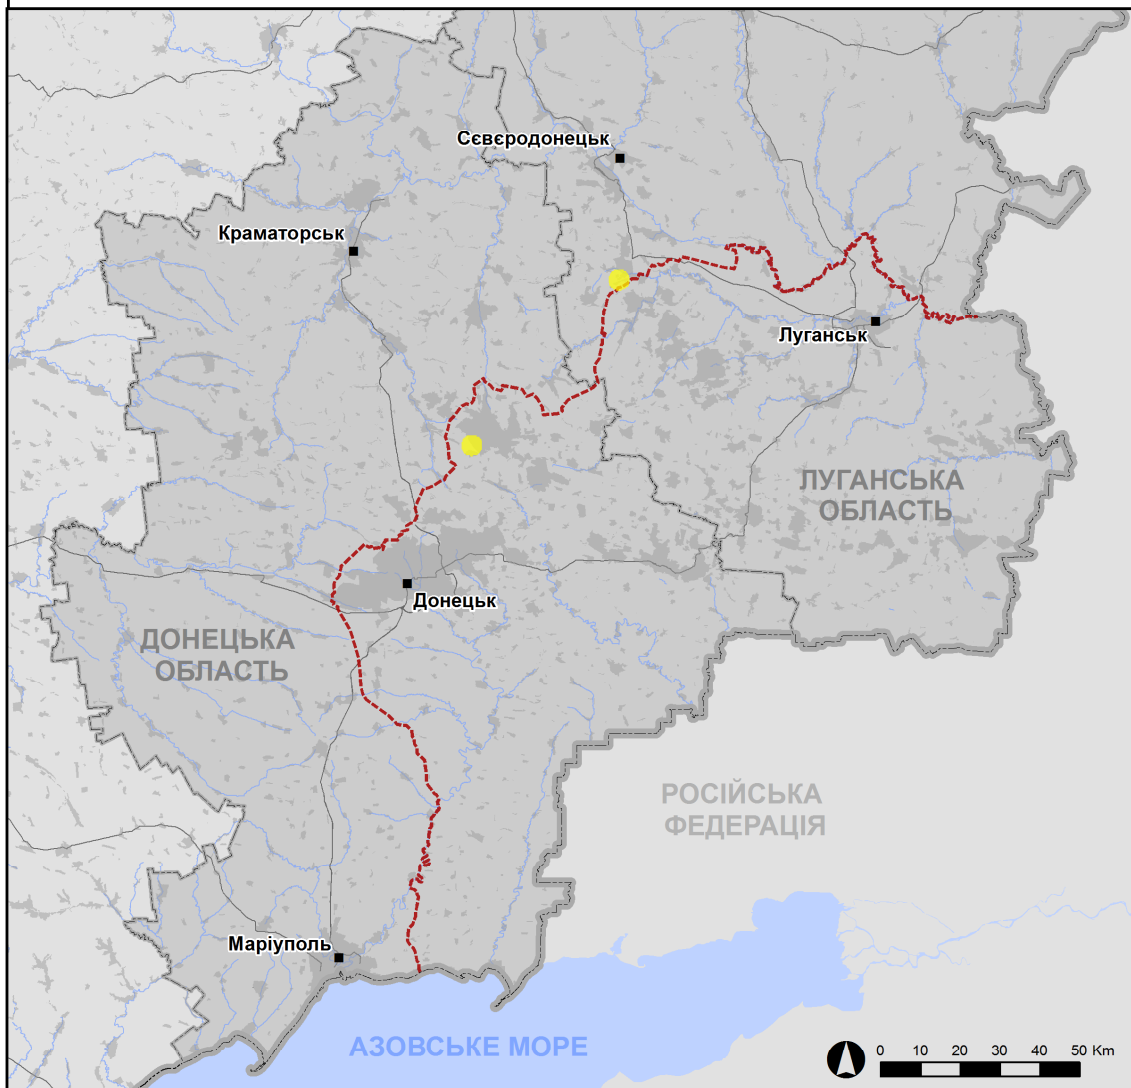 Сєвєродонецьк
Краматорськ
Луганськ
ЛУГАНСЬКА
ОБЛАСТЬ
Донецьк
ДОНЕЦЬКА
ОБЛАСТЬ
РОСІЙСЬКА
ФЕДЕРАЦІЯ
Маріуполь
АЗОВСЬКЕ МОРЕ
0 10 20 30 40 50 Km